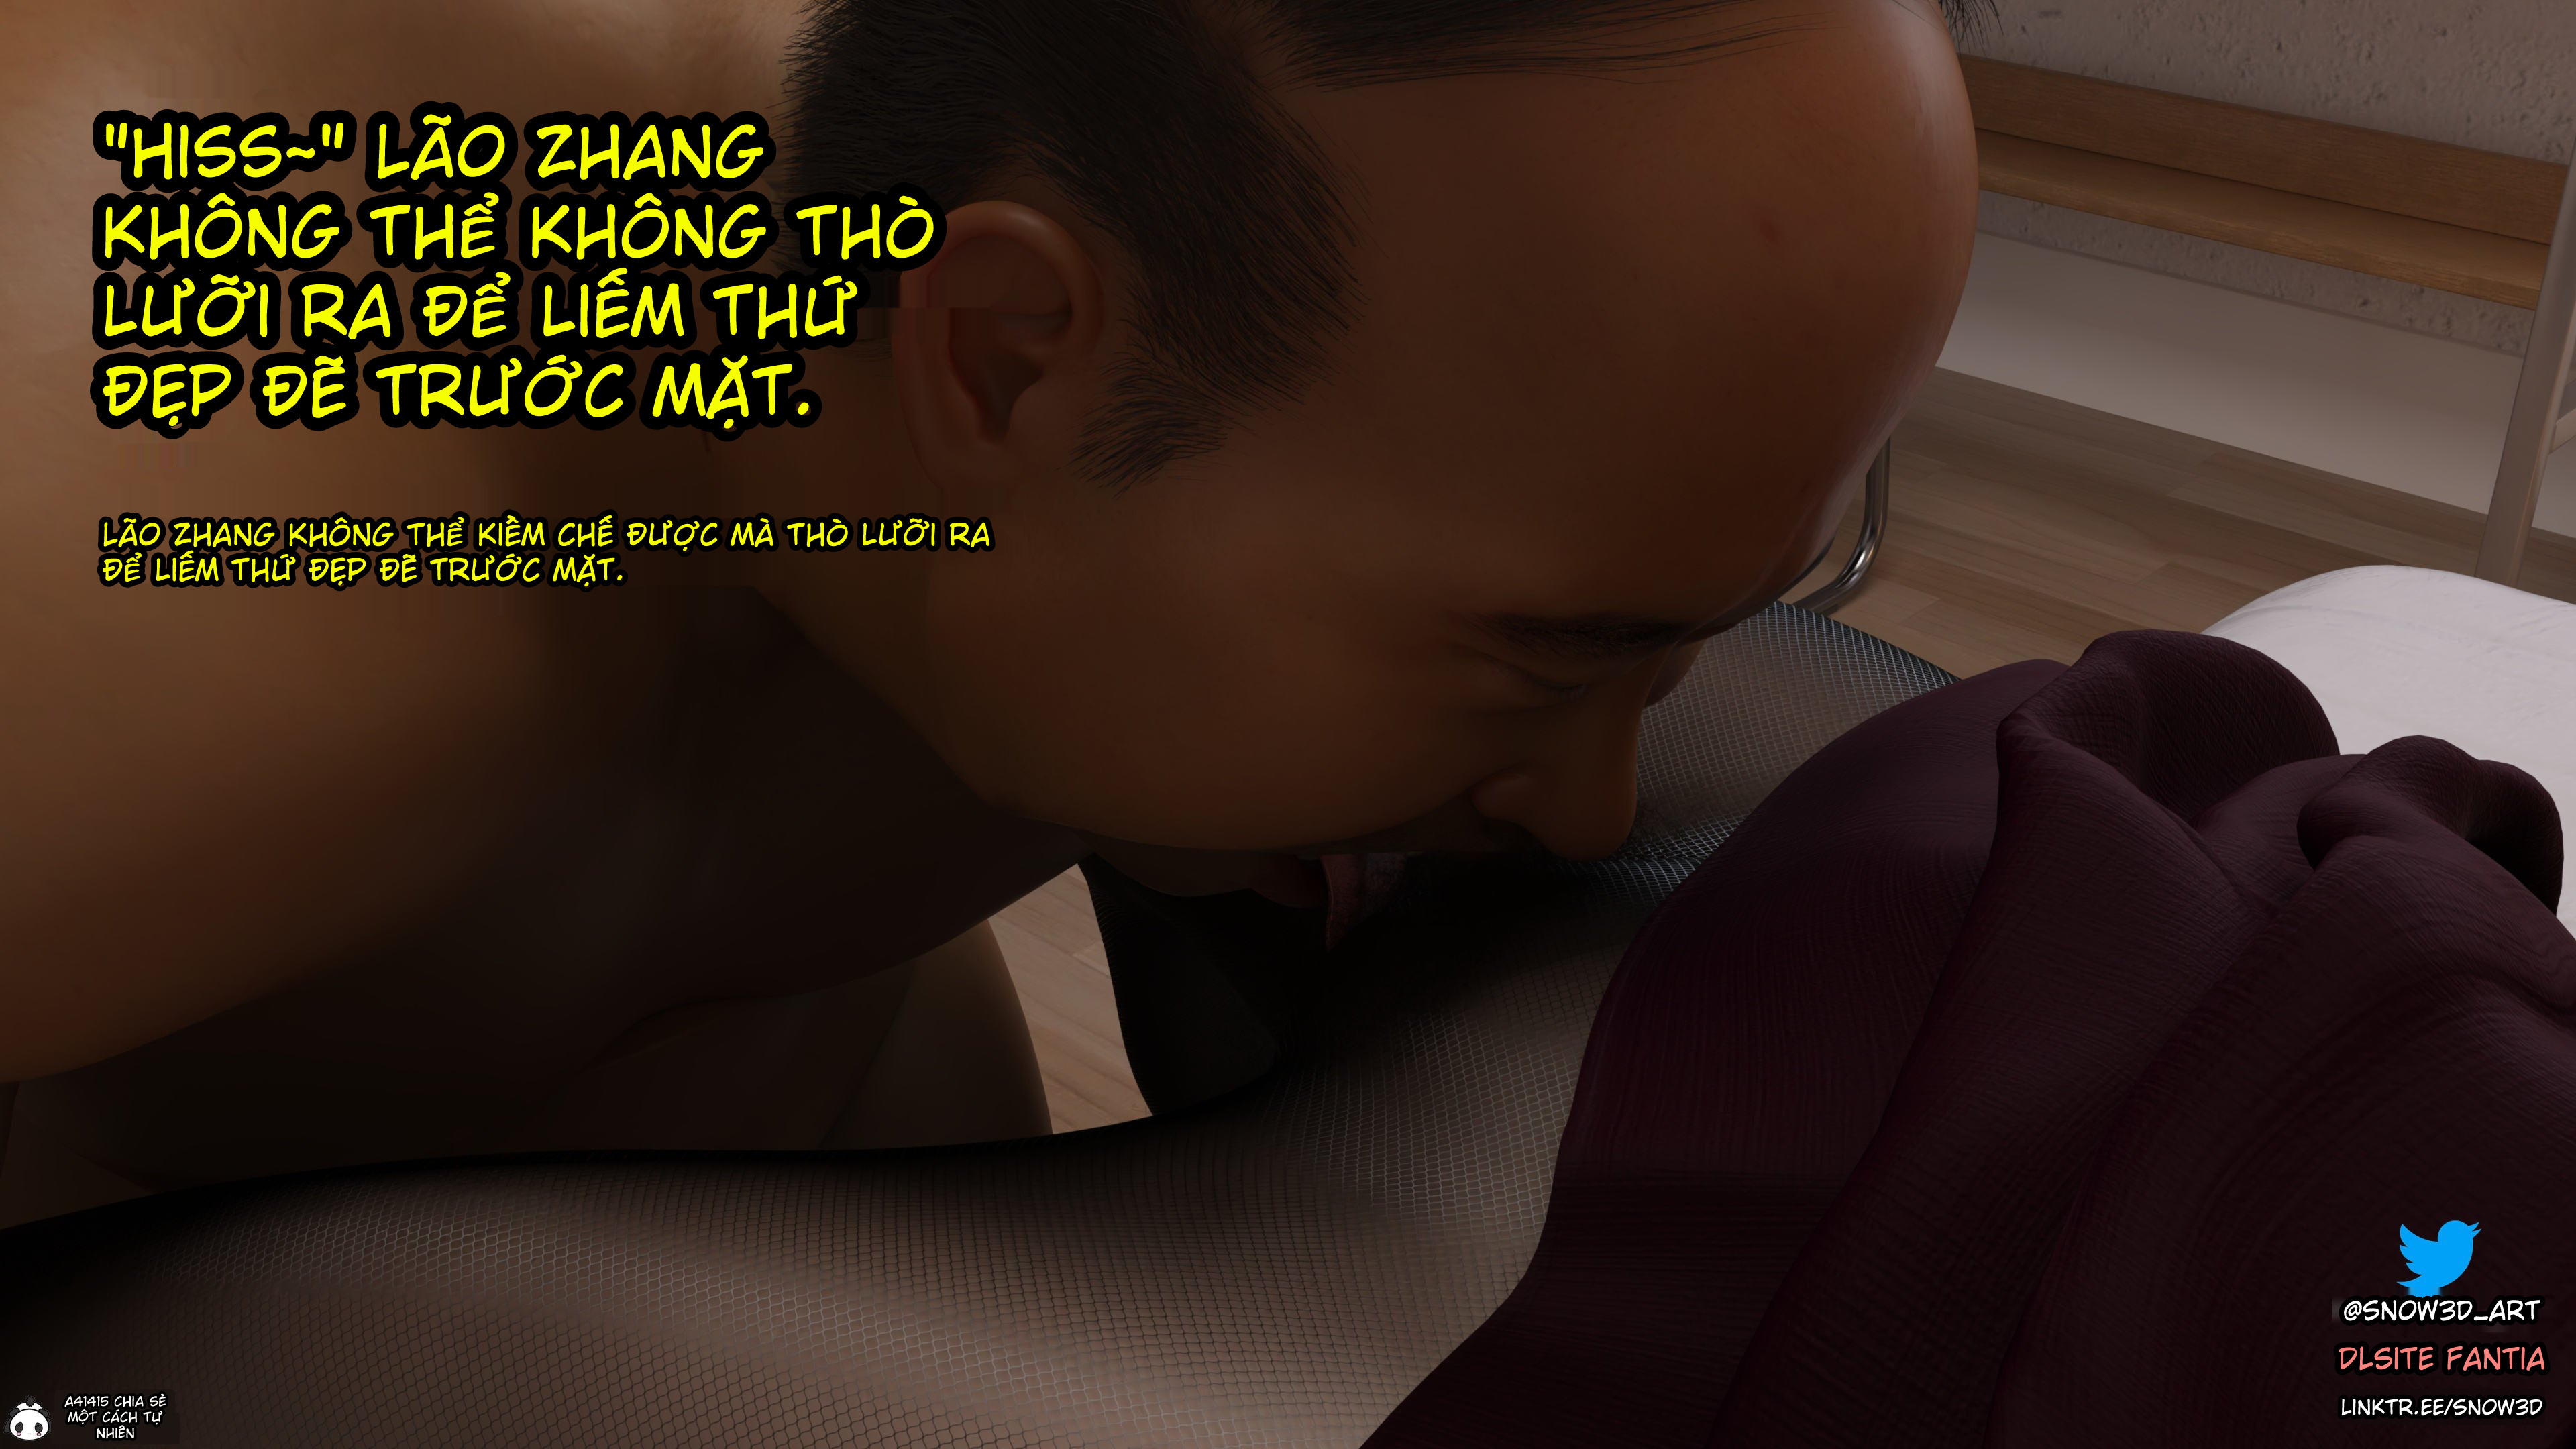 "HISS~" LÃO ZHANG
KHÔNG THỂ KHÔNG THÒ
LƯỠI RA ĐỂ LIẾM THỨ
ĐẸP ĐẼ TRƯỚC MẶT.
LÃO ZHANG KHÔNG THỂ KIỀM CHẾ ĐƯỢC MÀ THÒ LƯỠI RA
ĐỂ LIẾM THỨ ĐẸP ĐẼ TRƯỚC MẶT.
@SNOW3D_ART
DLSITE FANTIA
LINKTR.EE/SNOW3D
A41415 CHIA SẺ
MỘT CÁCH TỰ
NHIÊN